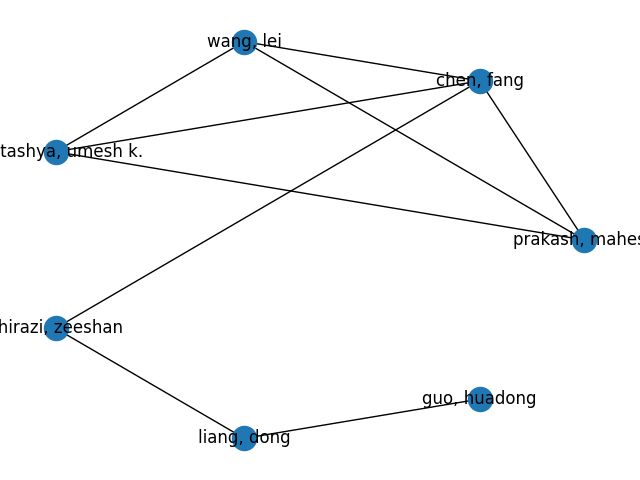 wang, lei
chen, fang
tashya, umesh k.
prakash, mahes
hirazi, zeeshan
guo, huadong
liang, dong